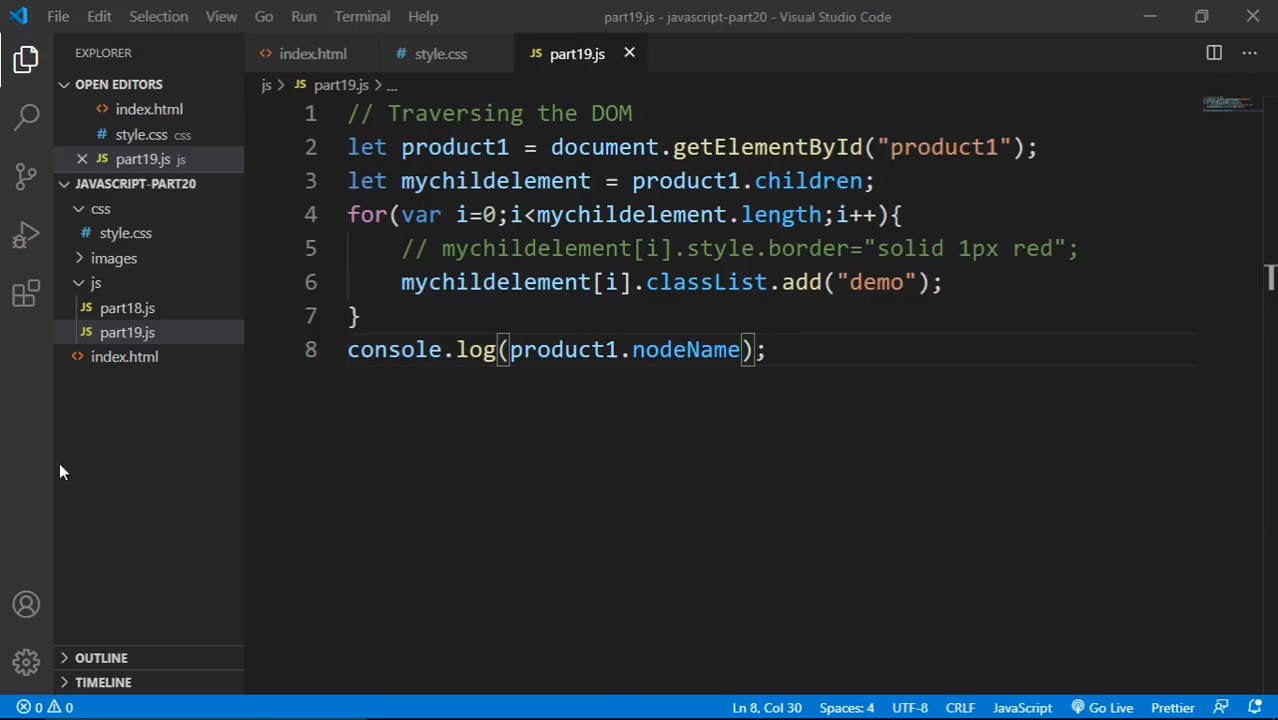 File Edit Selection View Go Run Terminal Help part19.js - javascript-part20 - Visual Studio Code
EXPLORER
OPEN EDITORS
index.html
style.css css
part19.js js
JAVASCRIPT-PART20
css
style.css
images
js
JS part18.js
JS part19.js
index.html
OUTLINE
TIMELINE
index.html # style.css JS part19.js
js > JS part19.js > ...
1 // Traversing the DOM
2 let product1 = document.getElementById("product1");
3 let mychildelement = product1.children;
4 for(var i=0;i<mychildelement.length;i++){
5 // mychildelement[i].style.border="solid 1px red";
6 mychildelement[i].classList.add("demo");
7 }
8 console.log(product1.nodeName);
0 0 Ln 8, Col 30 Spaces: 4 UTF-8 CRLF JavaScript Go Live Prettier